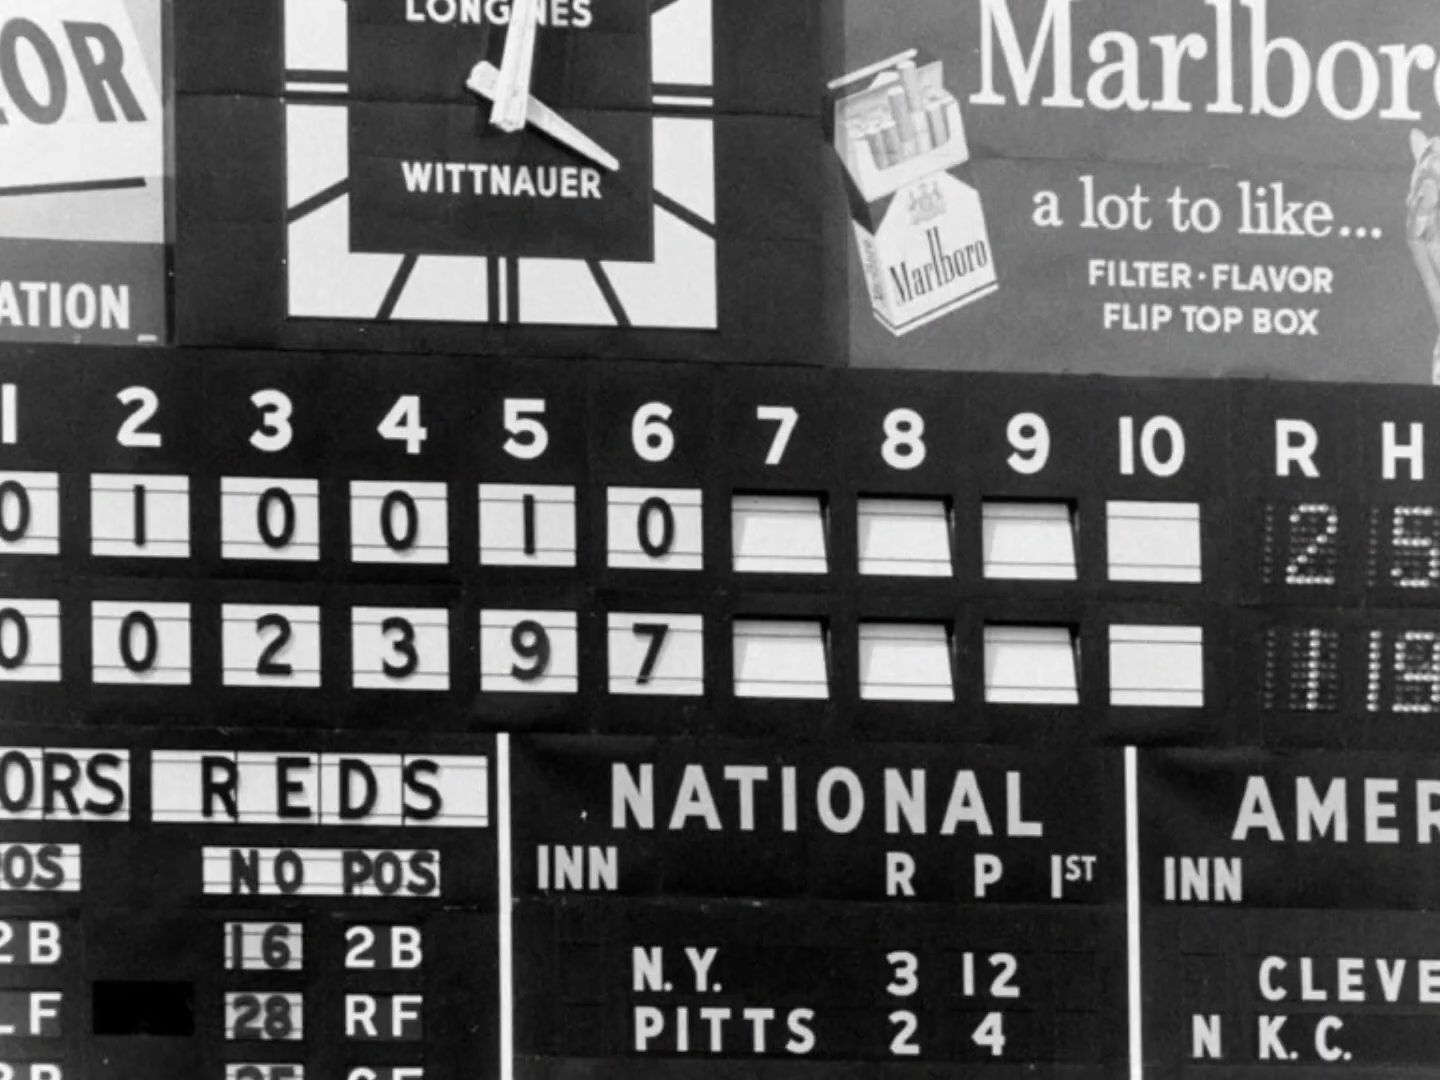 OR
ATION
LONGINES
WITTNAUER
Marlboro
a lot to like...
FILTER·FLAVOR
FLIP TOP BOX
Marlboro
1 2 3 4 5 6 7 8 9 10 R H
0 1 0 0 1 0 2 5
0 0 2 3 9 7
ORS REDS
POS NO POS
2B 16 2B
LF 28 RF
NATIONAL
INN R P 1ST
N.Y. 3 12
PITTS 2 4
AMER
INN
CLEVE
N K.C.